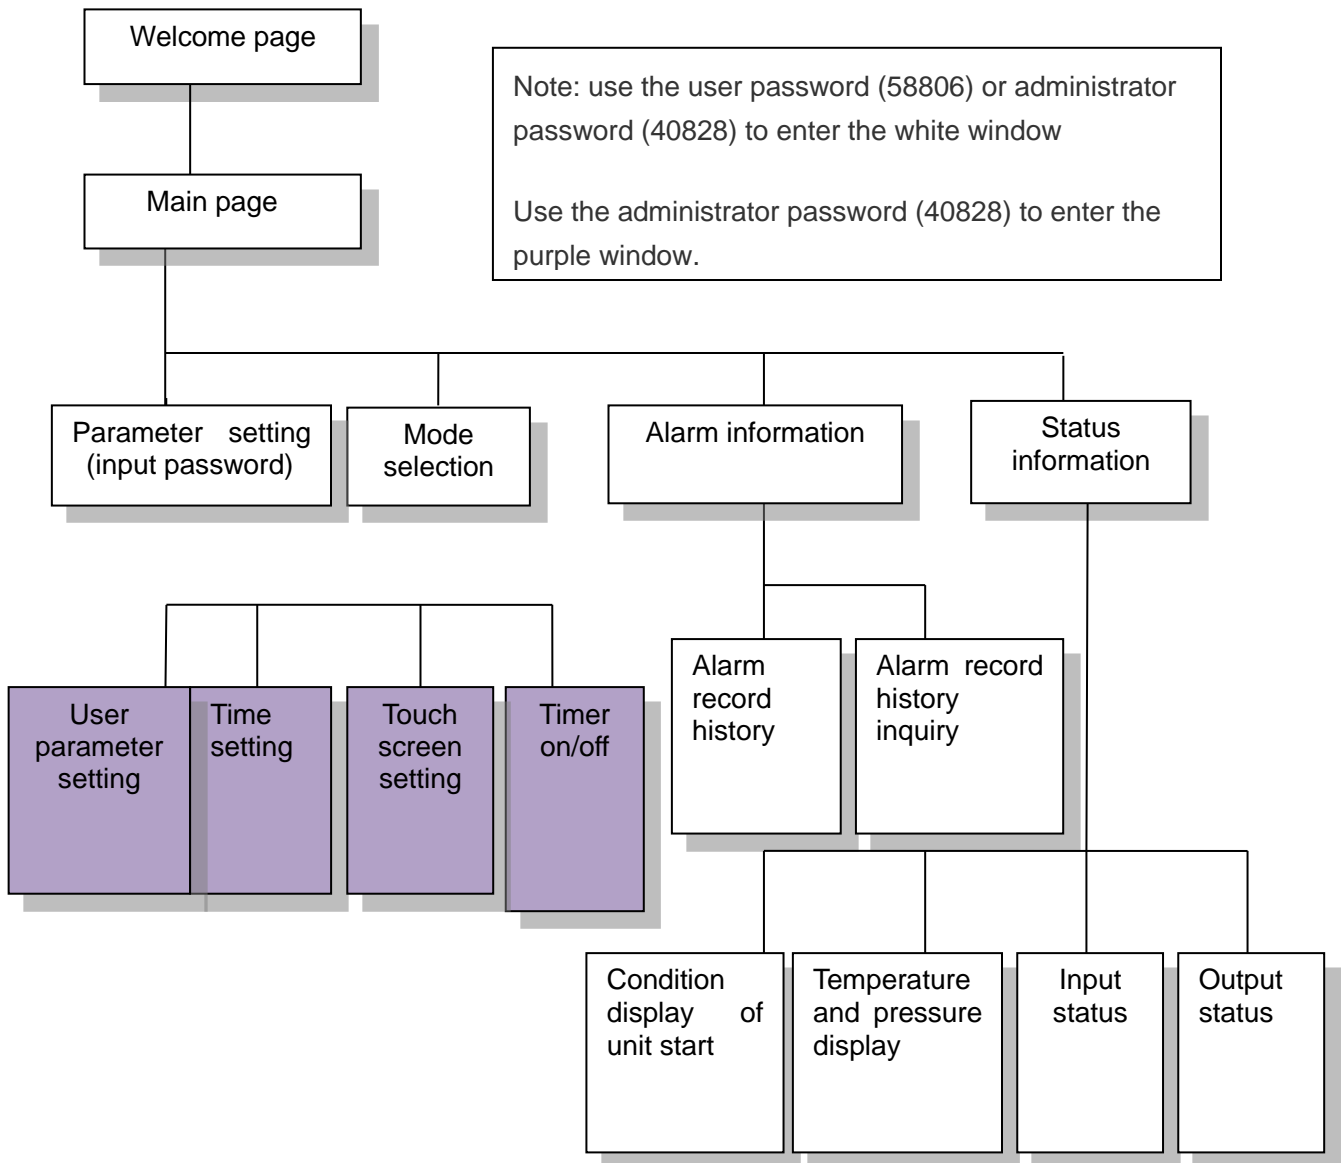 Welcome page
Note: use the user password (58806) or administrator
password (40828) to enter the white window
Use the administrator password (40828) to enter the
purple window.
Main page
Parameter setting
(input password)
Mode
selection
Alarm information
Status
information
User
parameter
setting
Time
setting
Touch
screen
setting
Timer
on/off
Alarm
record
history
Alarm record
history
inquiry
Condition
display of
unit start
Temperature
and pressure
display
Input
status
Output
status